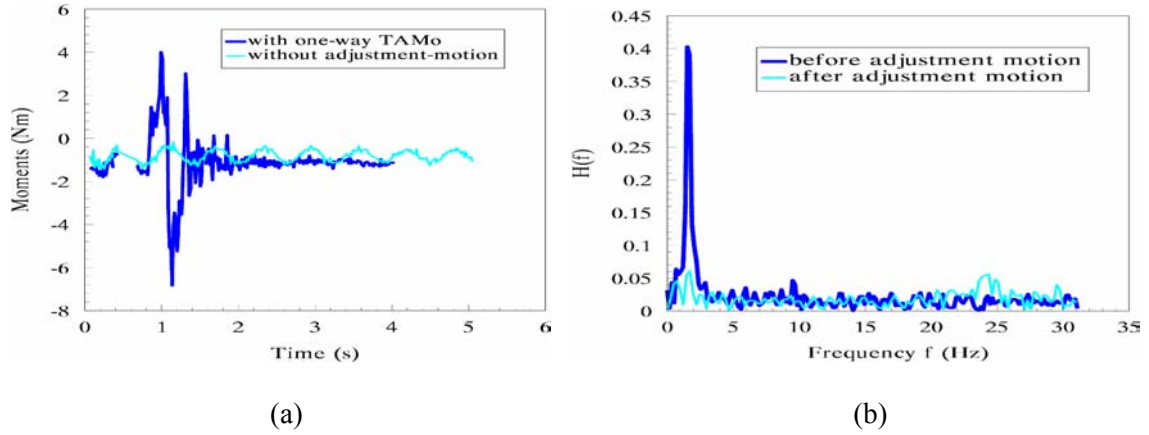 6
4
2
0
-2
-4
-6
-8
Moments (Nm)
with one-way TAMo
without adjustment-motion
0 1 2 3 4 5 6
Time (s)
(a)
0.45
0.4
0.35
0.3
0.25
0.2
0.15
0.1
0.05
0
H(f)
before adjustment motion
after adjustment motion
0 5 10 15 20 25 30 35
Frequency f (Hz)
(b)